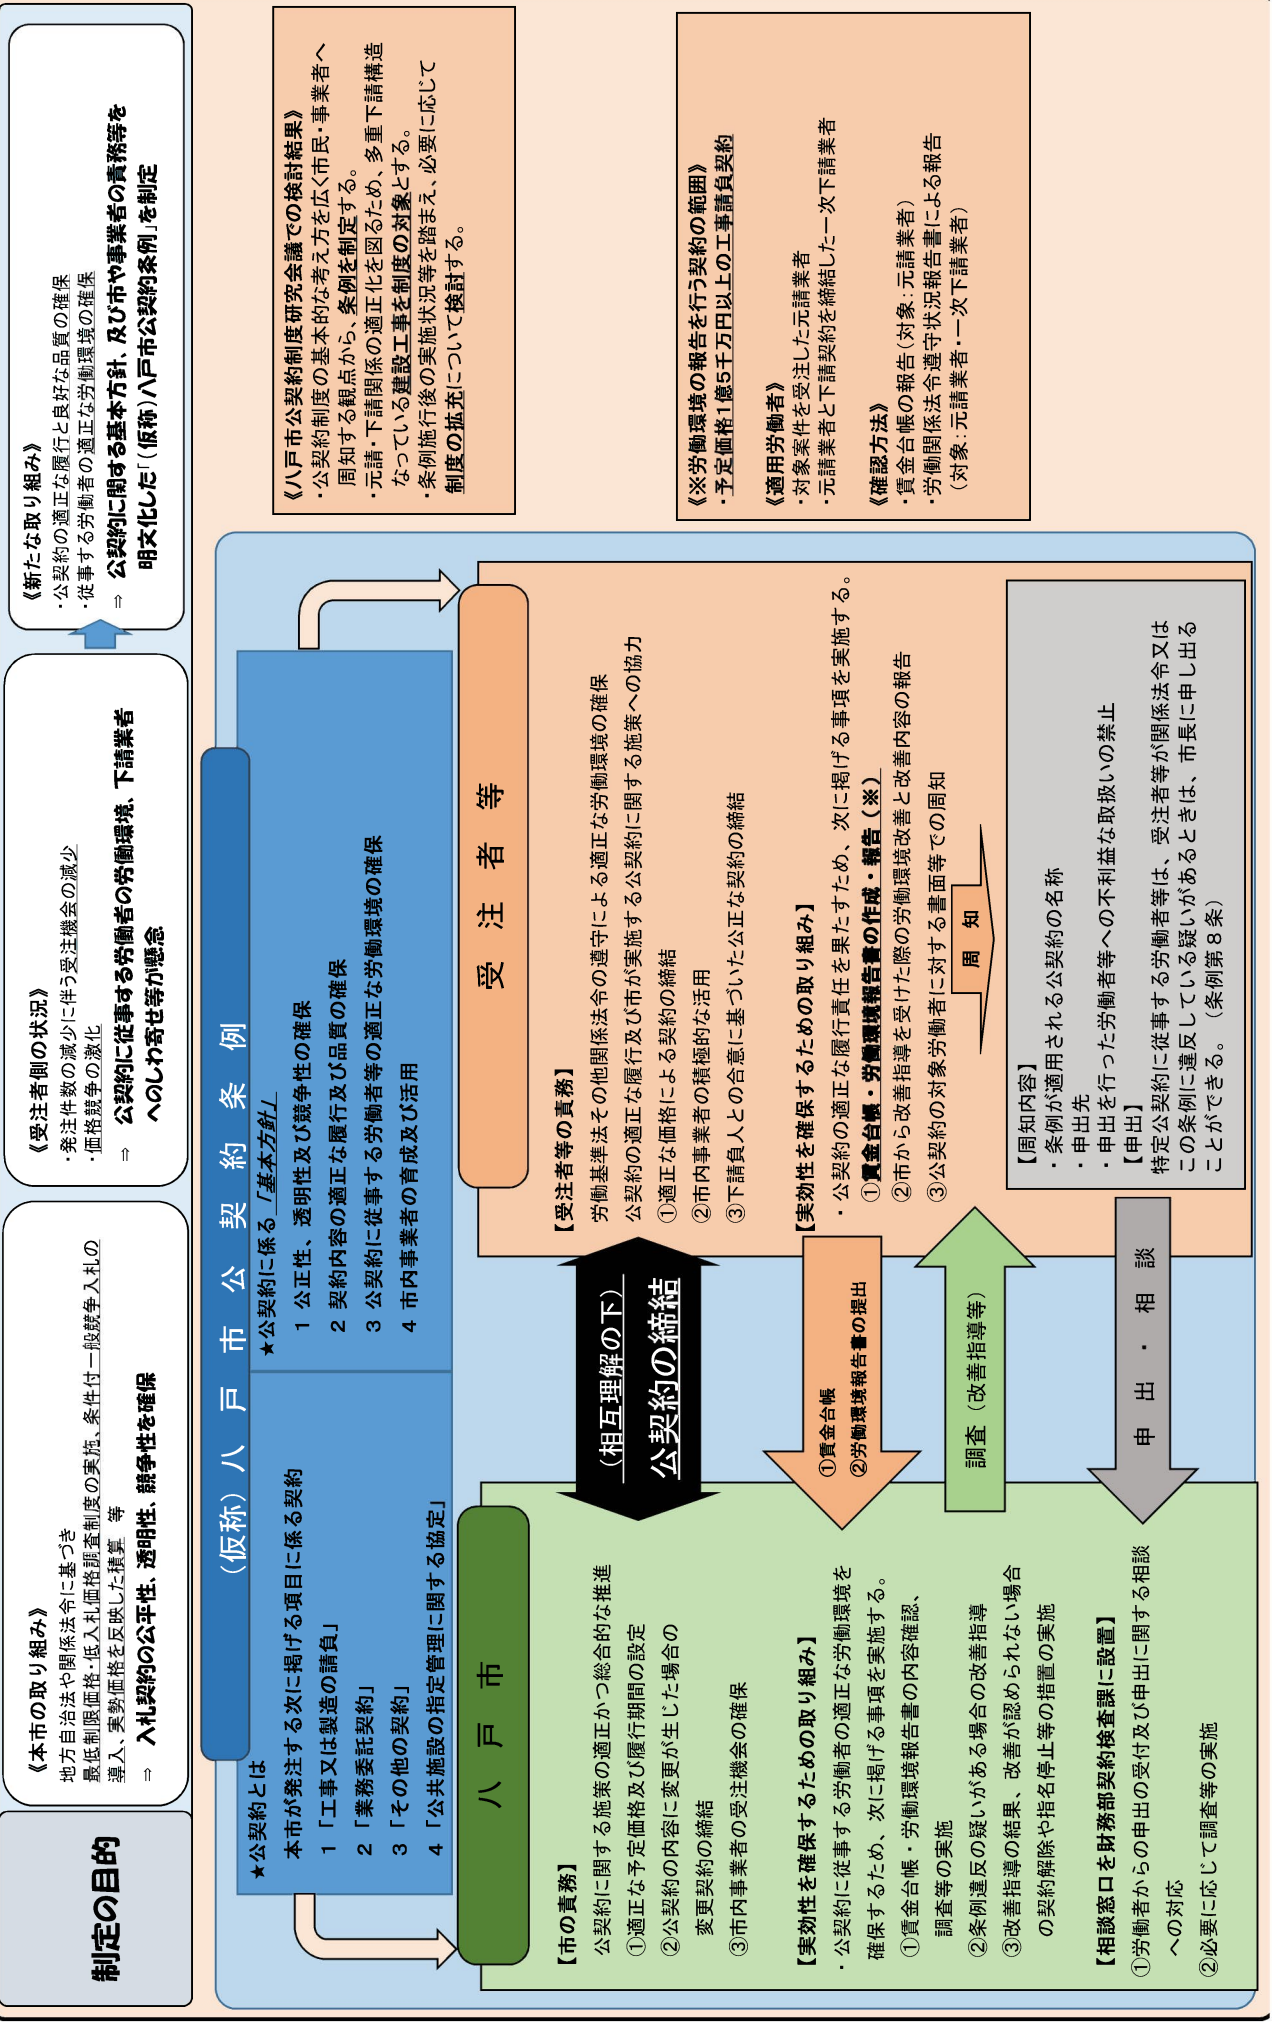 制定の目的
《本市の取り組み》
地方自治法や関係法令に基づき
最低制限価格・低入札価格調査制度の実施、条件付一般競争入札の
導入、実勢価格を反映した積算　等
⇒　入札契約の公平性、透明性、競争性を確保
《受注者側の状況》
・発注件数の減少に伴う受注機会の減少
・価格競争の激化
⇒　公契約に従事する労働者の労働環境、下請業者
へのしわ寄せ等が懸念
《新たな取り組み》
・公契約の適正な履行と良好な品質の確保
・従事する労働者の適正な労働環境の確保
⇒　公契約に関する基本方針、及び市や事業者の責務等を
明文化した「（仮称）八戸市公契約条例」を制定
（仮称）八戸市公契約条例
★公契約とは
本市が発注する次に掲げる項目に係る契約
１「工事又は製造の請負」
２「業務委託契約」
３「その他の契約」
４「公共施設の指定管理に関する協定」
★公契約に係る「基本方針」
１ 公正性、透明性及び競争性の確保
２ 契約内容の適正な履行及び品質の確保
３ 公契約に従事する労働者等の適正な労働環境の確保
４ 市内事業者の育成及び活用
八戸市
【市の責務】
公契約に関する施策の適正かつ総合的な推進
①適正な予定価格及び履行期間の設定
②公契約の内容に変更が生じた場合の
変更契約の締結
③市内事業者の受注機会の確保
【実効性を確保するための取り組み】
・公契約に従事する労働者の適正な労働環境を
確保するため、次に掲げる事項を実施する。
①賃金台帳・労働環境報告書の内容確認、
調査等の実施
②条例違反の疑いがある場合の改善指導
③改善指導の結果、改善が認められない場合
の契約解除や指名停止等の措置の実施
【相談窓口を財務部契約検査課に設置】
①労働者からの申出の受付及び申出に関する相談
への対応
②必要に応じて調査等の実施
（相互理解の下）
公契約の締結
①賃金台帳
②労働環境報告書の提出
調査（改善指導等）
申出・相談
受注者等
【受注者等の責務】
労働基準法その他関係法令の遵守による適正な労働環境の確保
公契約の適正な履行及び市が実施する公契約に関する施策への協力
①適正な価格による契約の締結
②市内事業者の積極的な活用
③下請負人との合意に基づいた公正な契約の締結
【実効性を確保するための取り組み】
・公契約の適正な履行責任を果たすため、次に掲げる事項を実施する。
①賃金台帳・労働環境報告書の作成・報告（※）
②市から改善指導を受けた際の労働環境改善と改善内容の報告
③公契約の対象労働者に対する書面等での周知
周知
【周知内容】
・条例が適用される公契約の名称
・申出先
・申出を行った労働者等への不利益な取扱いの禁止
【申出】
特定公契約に従事する労働者等は、受注者等が関係法令又は
この条例に違反している疑いがあるときは、市長に申し出る
ことができる。（条例第８条）
《八戸市公契約制度研究会議での検討結果》
・公契約制度の基本的な考え方を広く市民・事業者へ
周知する観点から、条例を制定する。
・元請・下請関係の適正化を図るため、多重下請構造
なっている建設工事を制度の対象とする。
・条例施行後の実施状況等を踏まえ、必要に応じて
制度の拡充について検討する。
《※労働環境の報告を行う契約の範囲》
・予定価格1億5千万円以上の工事請負契約
《適用労働者》
・対象案件を受注した元請業者
・元請業者と下請契約を締結した一次下請業者
《確認方法》
・賃金台帳の報告（対象：元請業者）
・労働関係法令遵守状況報告書による報告
（対象：元請業者・一次下請業者）